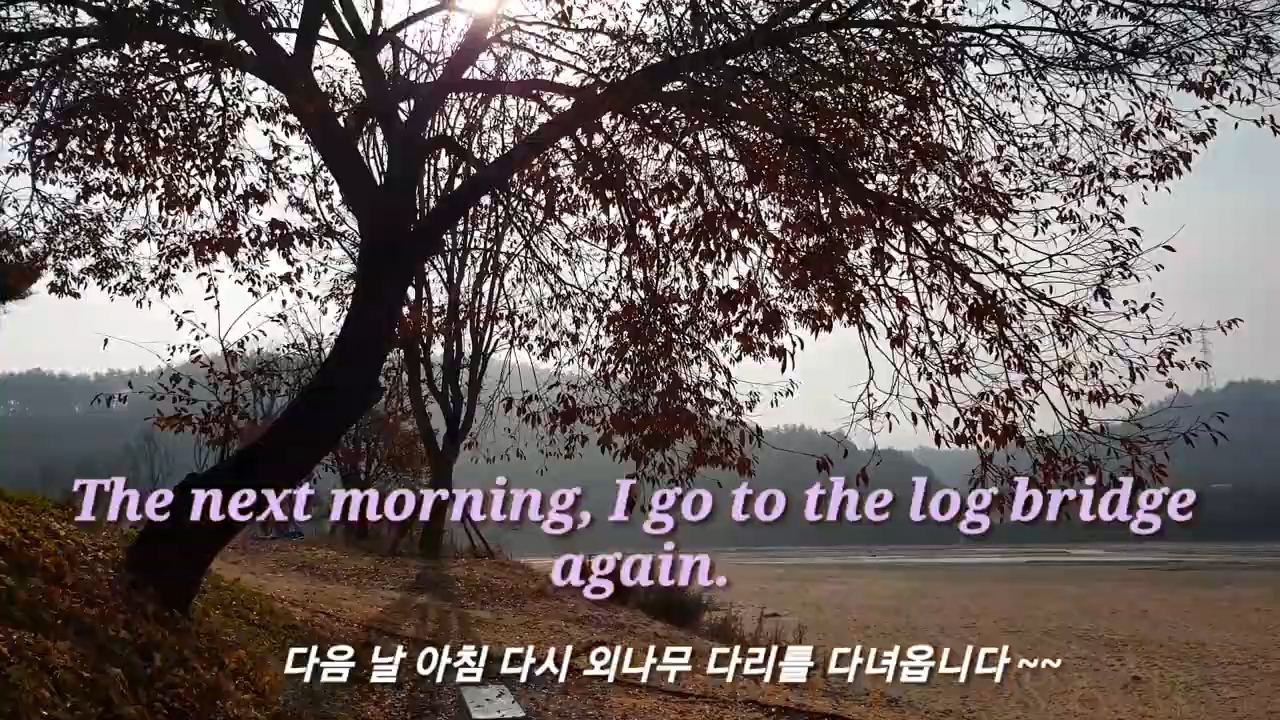 The next morning, I go to the log bridge
again.
다음 날 아침 다시 외나무 다리를 다녀옵니다~~